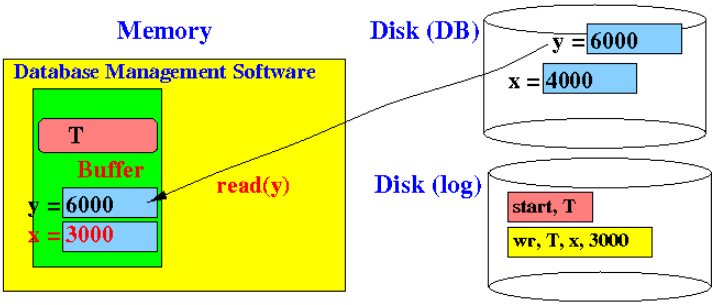 Memory
Disk (DB)
y = 6000
x = 4000
Database Management Software
T
Buffer
y = 6000
x = 3000
read(y)
Disk (log)
start, T
wr, T, x, 3000